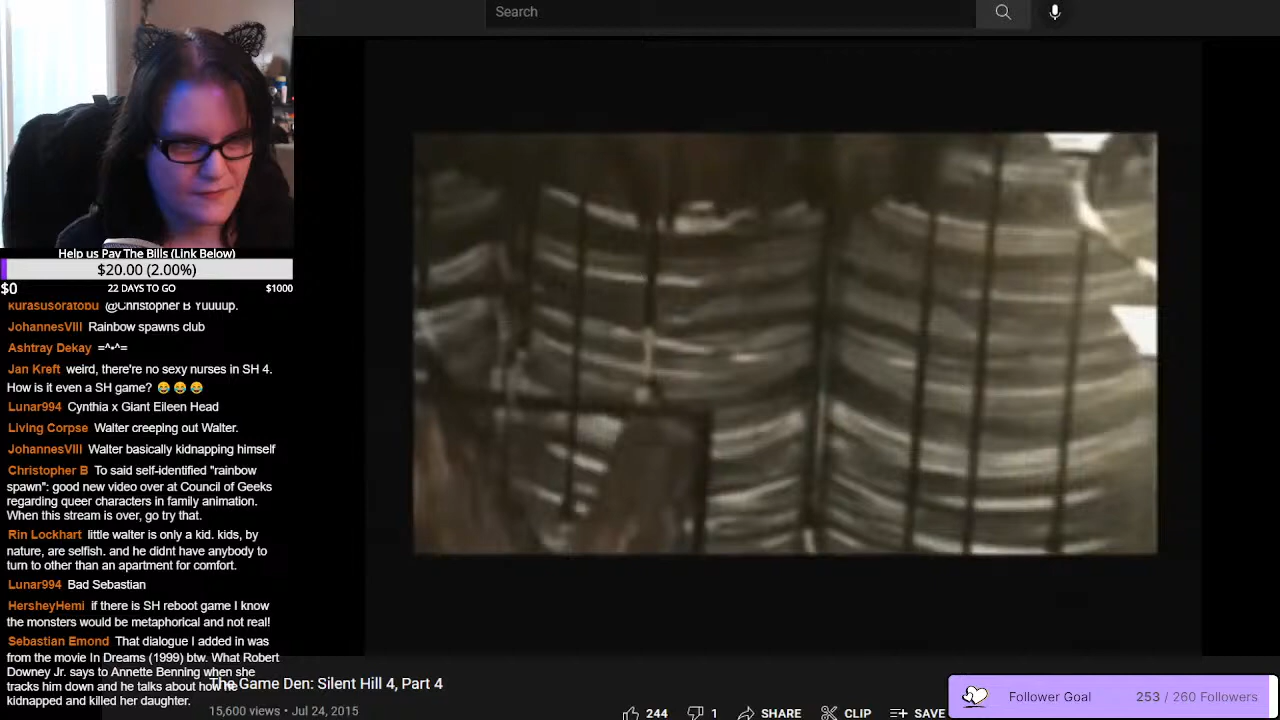 Search
Help us Pay The Bills (Link Below)
$20.00 (2.00%)
$0 22 DAYS TO GO $1000
kurasusoratobu @Christopher B Yuuuup.
JohannesVIII Rainbow spawns club
Ashtray Dekay =^•^=
Jan Kreft weird, there're no sexy nurses in SH 4.
How is it even a SH game? 😂 😂 😂
Lunar994 Cynthia x Giant Eileen Head
Living Corpse Walter creeping out Walter.
JohannesVIII Walter basically kidnapping himself
Christopher B To said self-identified "rainbow
spawn": good new video over at Council of Geeks
regarding queer characters in family animation.
When this stream is over, go try that.
Rin Lockhart little walter is only a kid. kids, by
nature, are selfish. and he didnt have anybody to
turn to other than an apartment for comfort.
Lunar994 Bad Sebastian
HersheyHemi if there is SH reboot game I know
the monsters would be metaphorical and not real!
Sebastian Emond That dialogue I added in was
from the movie In Dreams (1999) btw. What Robert
Downey Jr. says to Annette Benning when she
tracks him down and he talks about how he
kidnapped and killed her daughter.
The Game Den: Silent Hill 4, Part 4
15,600 views • Jul 24, 2015
244 1 SHARE CLIP SAVE
Follower Goal 253 / 260 Followers